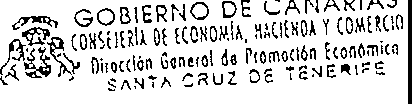 GOBIERNO DE CANARIAS
CONSEJERÍA DE ECONOMÍA, HACIENDA Y COMERCIO
Dirección General de Promoción Económica
SANTA CRUZ DE TENERIFE